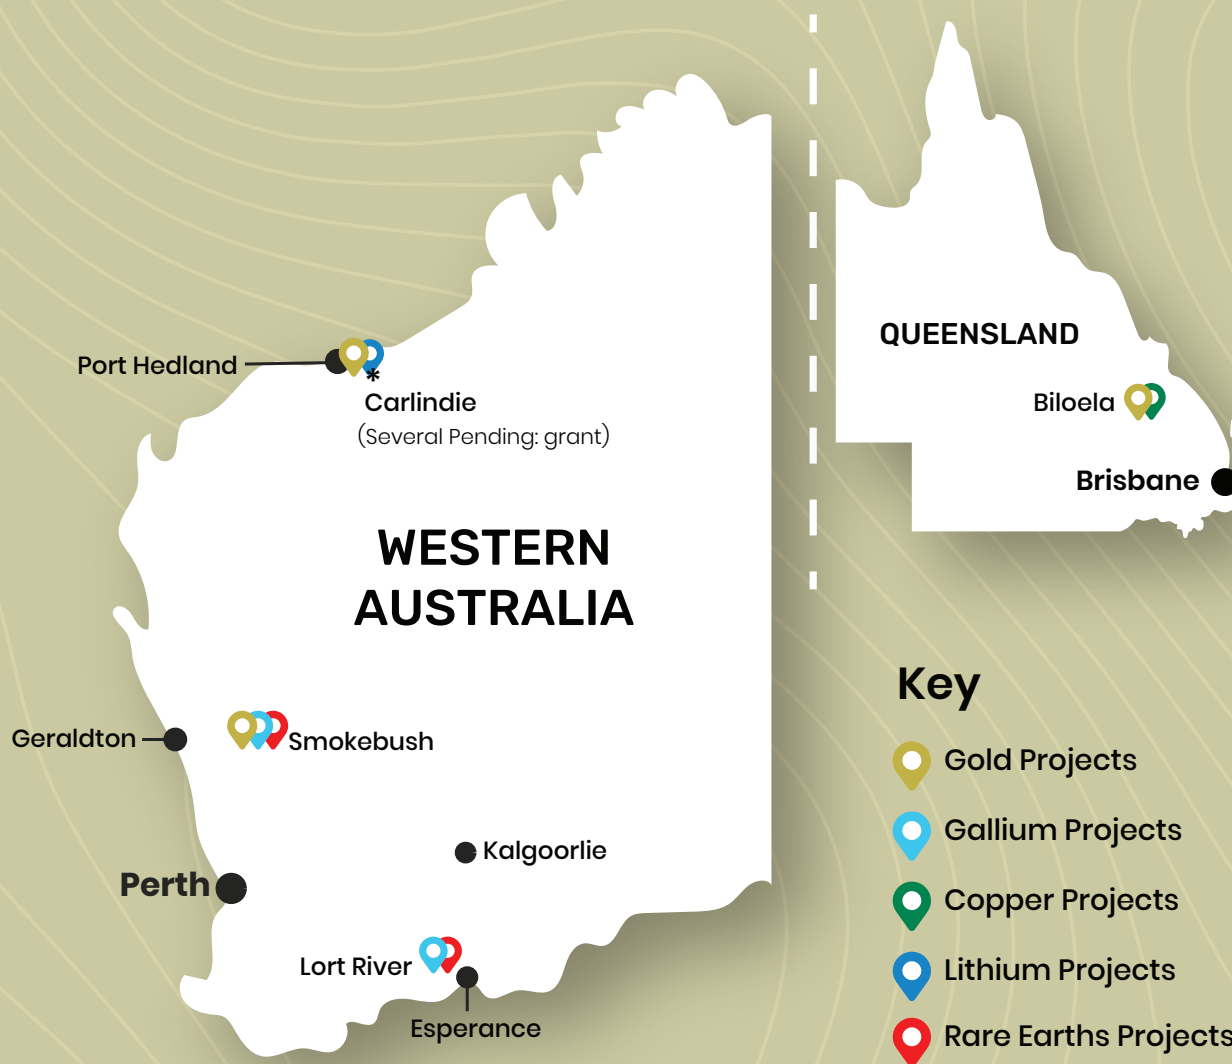 Port Hedland
*
Carlindie
(Several Pending: grant)
WESTERN
AUSTRALIA
Geraldton
Smokebush
Kalgoorlie
Perth
Lort River
Esperance
QUEENSLAND
Biloela
Brisbane
Key
Gold Projects
Gallium Projects
Copper Projects
Lithium Projects
Rare Earths Projects